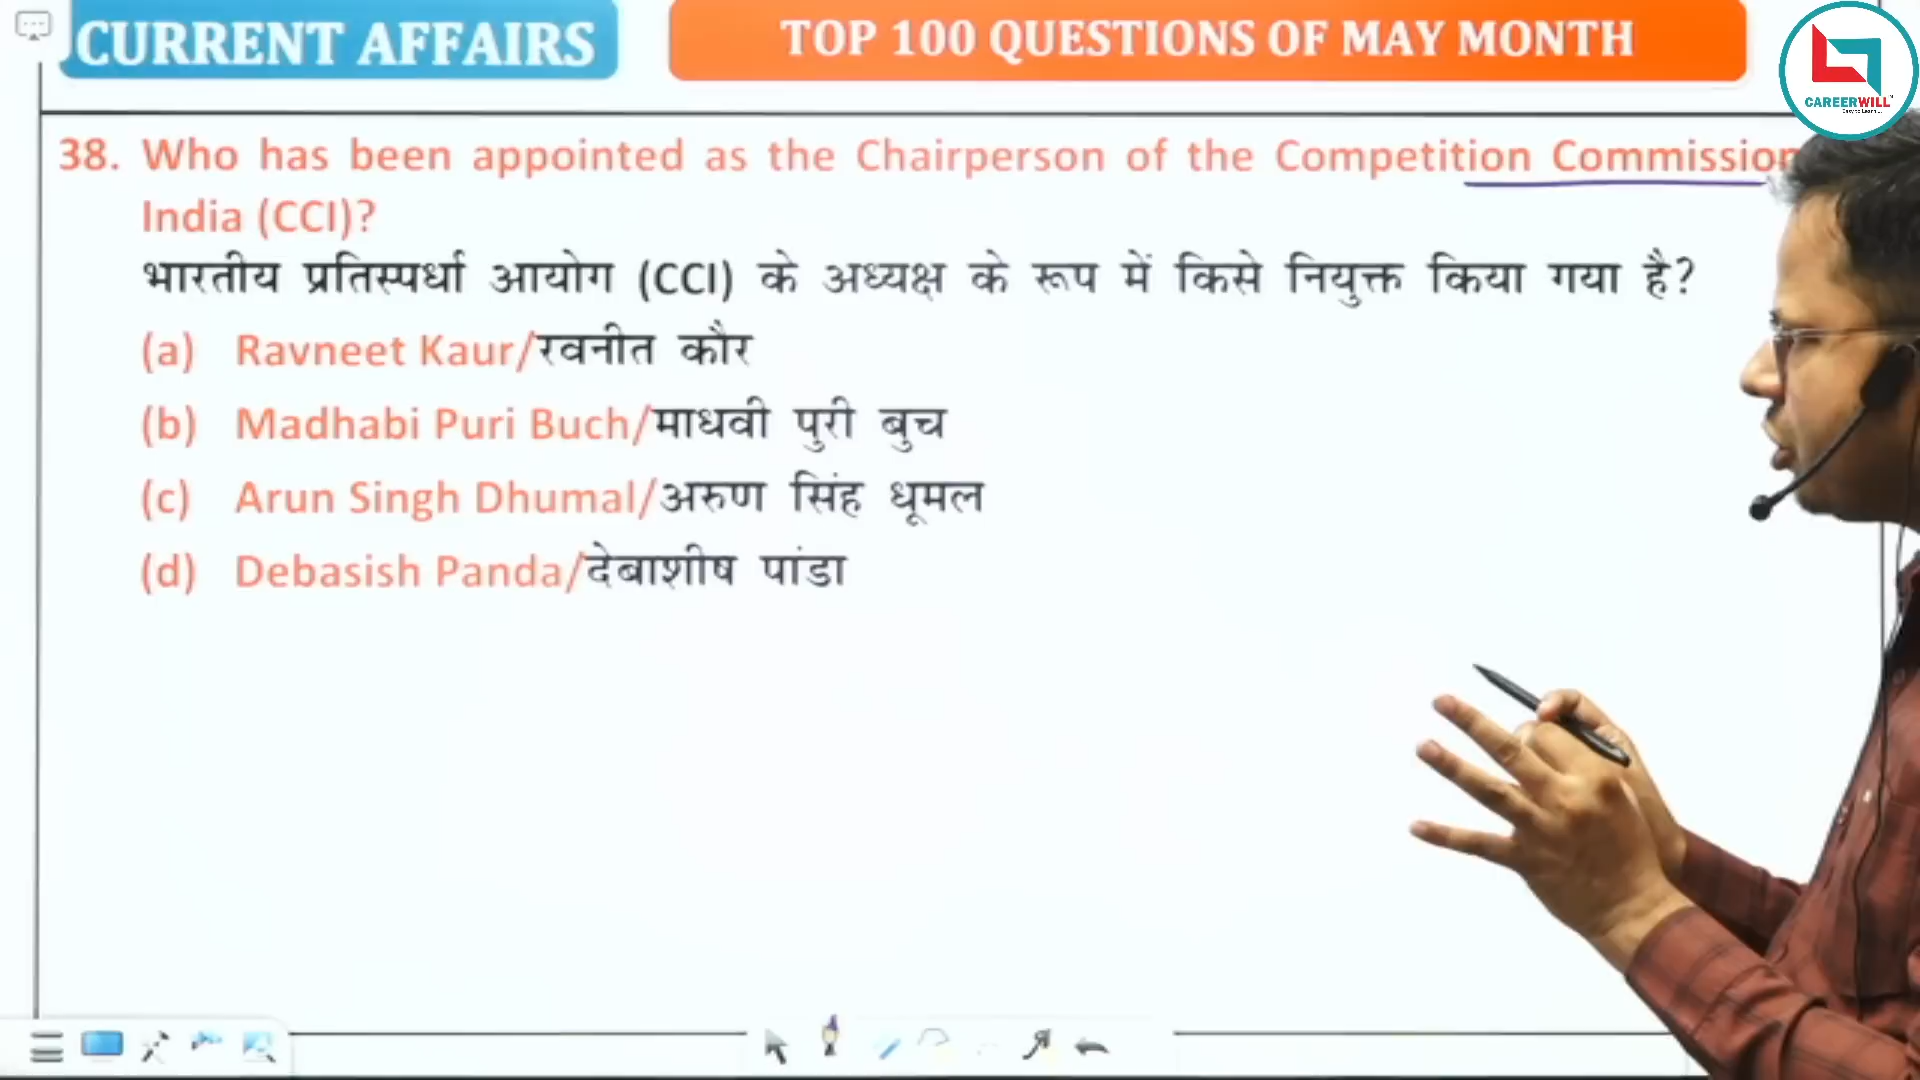 CURRENT AFFAIRS
TOP 100 QUESTIONS OF MAY MONTH
CAREERWILL
38. Who has been appointed as the Chairperson of the Competition Commission
India (CCI)?
भारतीय प्रतिस्पर्धा आयोग (CCI) के अध्यक्ष के रूप में किसे नियुक्त किया गया है?
(a) Ravneet Kaur/रवनीत कौर
(b) Madhabi Puri Buch/माधवी पुरी बुच
(c) Arun Singh Dhumal/अरुण सिंह धूमल
(d) Debasish Panda/देबाशीष पांडा